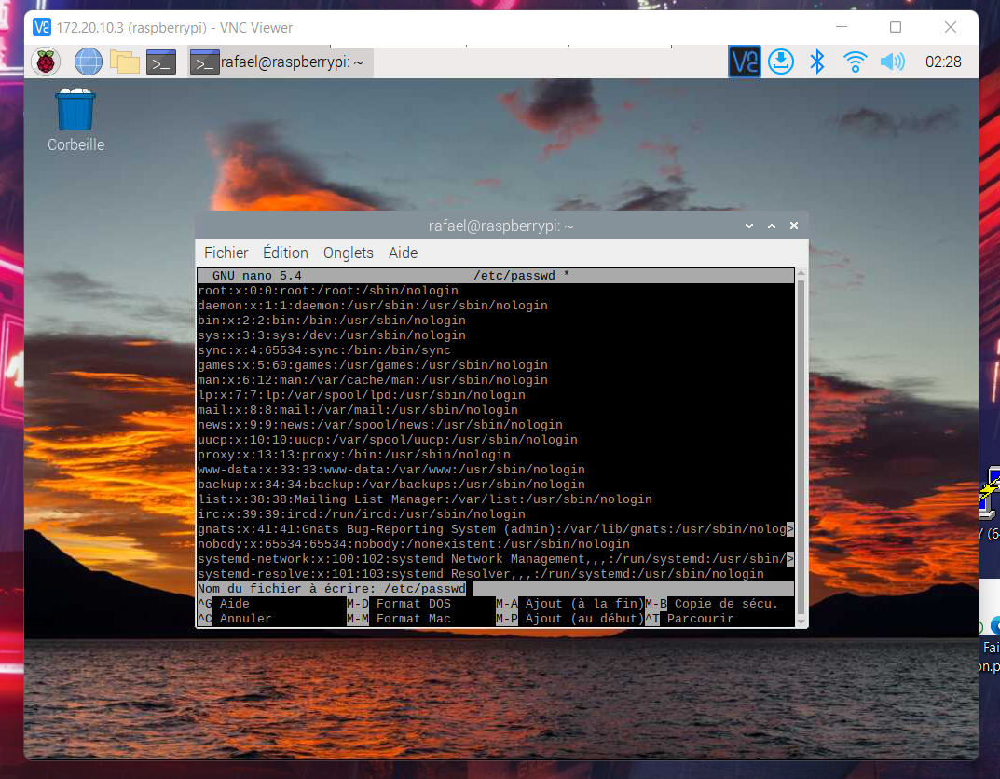 172.20.10.3 (raspberrypi) - VNC Viewer
rafael@raspberrypi: ~
02:28
Corbeille
rafael@raspberrypi: ~
Fichier Édition Onglets Aide
GNU nano 5.4 /etc/passwd *
root:x:0:0:root:/root:/sbin/nologin
daemon:x:1:1:daemon:/usr/sbin:/usr/sbin/nologin
bin:x:2:2:bin:/bin:/usr/sbin/nologin
sys:x:3:3:sys:/dev:/usr/sbin/nologin
sync:x:4:65534:sync:/bin:/bin/sync
games:x:5:60:games:/usr/games:/usr/sbin/nologin
man:x:6:12:man:/var/cache/man:/usr/sbin/nologin
lp:x:7:7:lp:/var/spool/lpd:/usr/sbin/nologin
mail:x:8:8:mail:/var/mail:/usr/sbin/nologin
news:x:9:9:news:/var/spool/news:/usr/sbin/nologin
uucp:x:10:10:uucp:/var/spool/uucp:/usr/sbin/nologin
proxy:x:13:13:proxy:/bin:/usr/sbin/nologin
www-data:x:33:33:www-data:/var/www:/usr/sbin/nologin
backup:x:34:34:backup:/var/backups:/usr/sbin/nologin
list:x:38:38:Mailing List Manager:/var/list:/usr/sbin/nologin
irc:x:39:39:ircd:/run/ircd:/usr/sbin/nologin
gnats:x:41:41:Gnats Bug-Reporting System (admin):/var/lib/gnats:/usr/sbin/nolog>
nobody:x:65534:65534:nobody:/nonexistent:/usr/sbin/nologin
systemd-network:x:100:102:systemd Network Management,,,:/run/systemd:/usr/sbin/>
systemd-resolve:x:101:103:systemd Resolver,,,:/run/systemd:/usr/sbin/nologin
Nom du fichier à écrire: /etc/passwd
^G Aide M-D Format DOS M-A Ajout (à la fin) M-B Copie de sécu.
^C Annuler M-M Format Mac M-P Ajout (au début) ^T Parcourir
Y (6
Fai
on.p